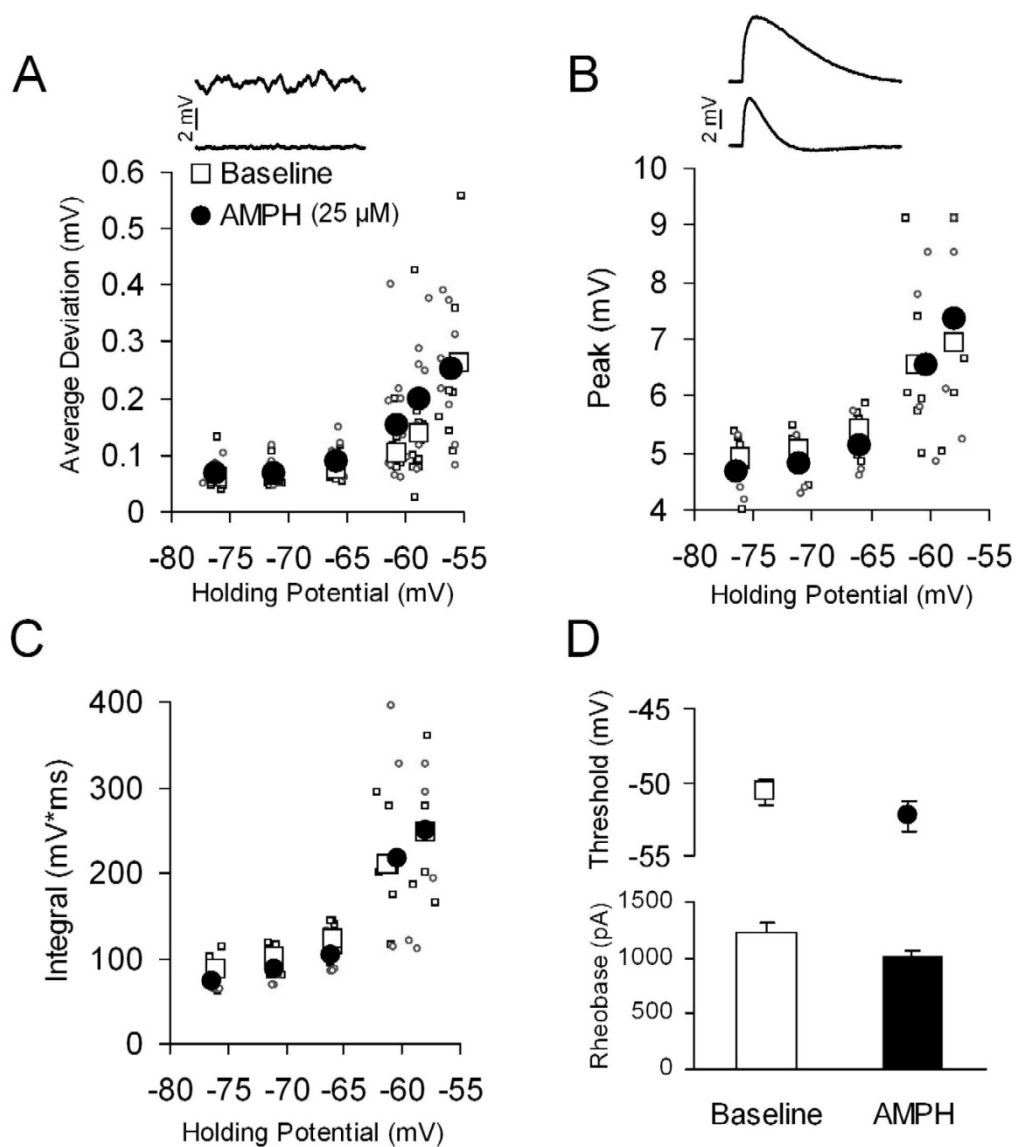 A
2 mV
Baseline
AMPH (25 µM)
Average Deviation (mV)
0.6
0.5
0.4
0.3
0.2
0.1
0
-80 -75 -70 -65 -60 -55
Holding Potential (mV)
B
2 mV
Peak (mV)
10
9
8
7
6
5
4
-80 -75 -70 -65 -60 -55
Holding Potential (mV)
C
Integral (mV*ms)
400
300
200
100
0
-80 -75 -70 -65 -60 -55
Holding Potential (mV)
D
Threshold (mV)
-45
-50
-55
Rheobase (pA)
1500
1000
500
0
Baseline AMPH